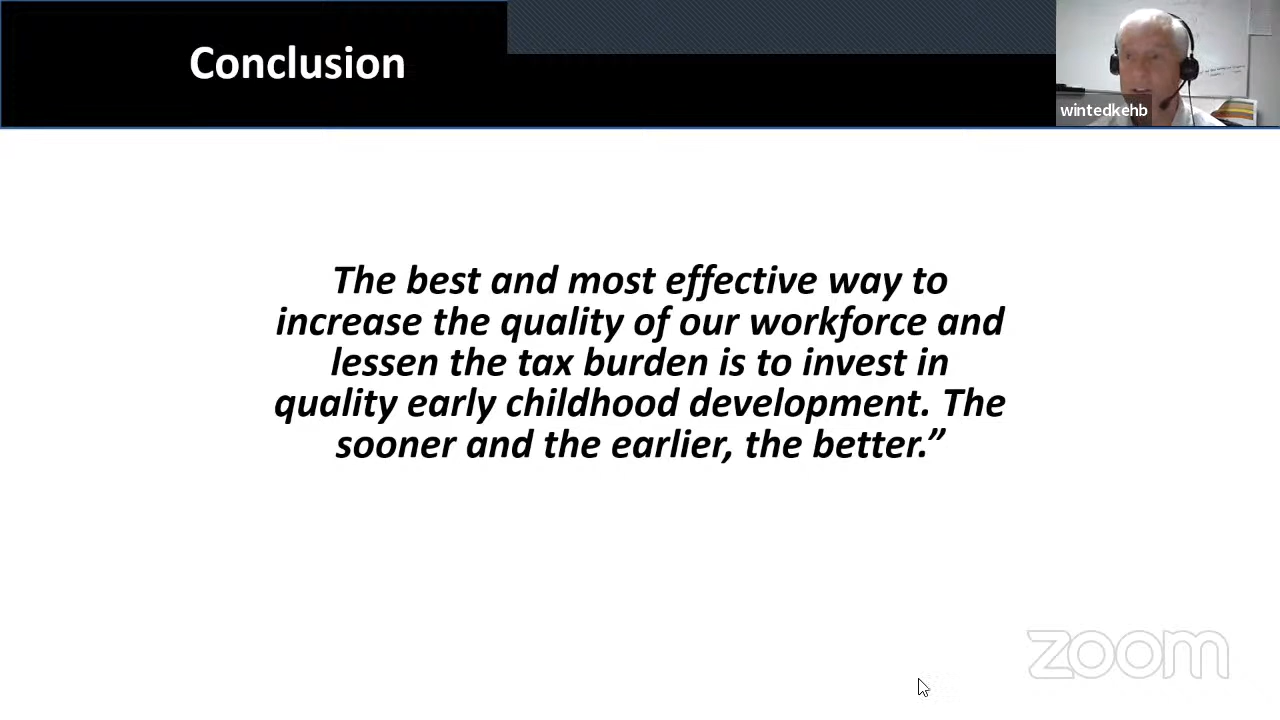 Conclusion
wintedkehb
The best and most effective way to
increase the quality of our workforce and
lessen the tax burden is to invest in
quality early childhood development. The
sooner and the earlier, the better.”
zoom